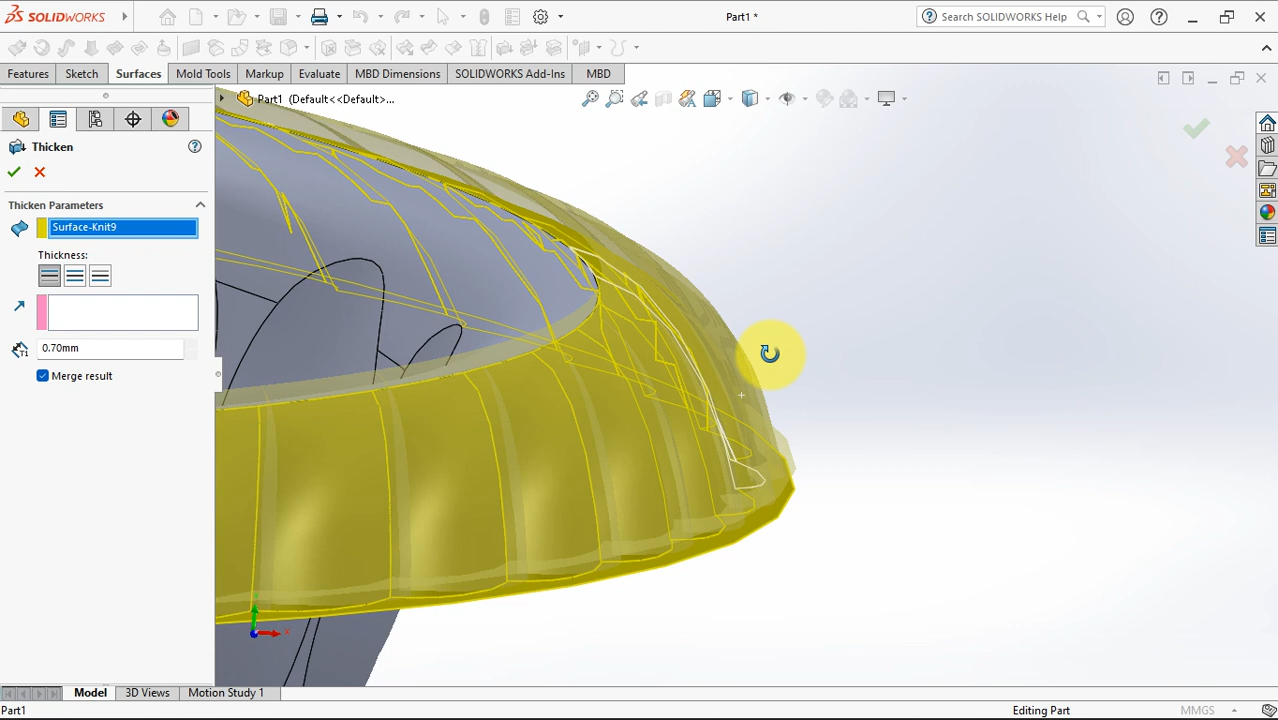 SOLIDWORKS
Part1 *
Search SOLIDWORKS Help
Features
Sketch
Surfaces
Mold Tools
Markup
Evaluate
MBD Dimensions
SOLIDWORKS Add-Ins
MBD
Part1 (Default<<Default>...
Thicken
Thicken Parameters
Surface-Knit9
Thickness:
0.70mm
Merge result
x
Model
3D Views
Motion Study 1
Part1
Editing Part
MMGS